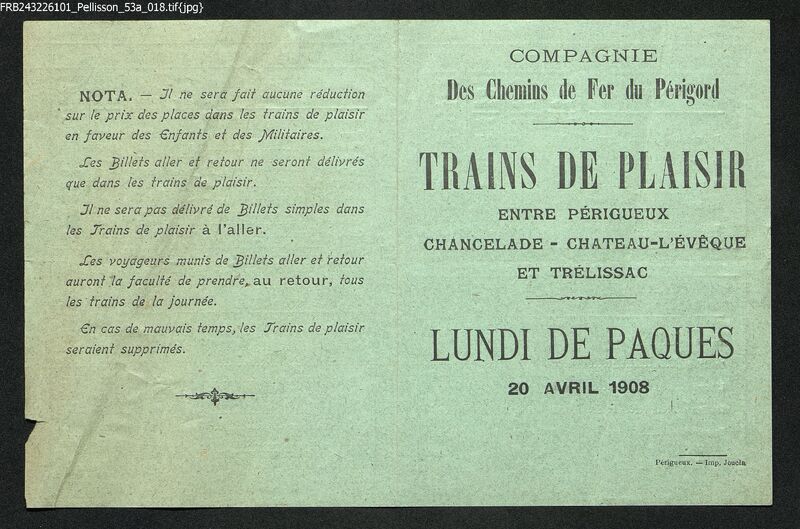 FRB243226101_Pellisson_53a_018.tif{jpg}
NOTA. — Il ne sera fait aucune réduction
sur le prix des places dans les trains de plaisir
en faveur des Enfants et des Militaires.
Les Billets aller et retour ne seront délivrés
que dans les trains de plaisir.
Il ne sera pas délivré de Billets simples dans
les Trains de plaisir à l'aller.
Les voyageurs munis de Billets aller et retour
auront la faculté de prendre, au retour, tous
les trains de la journée.
En cas de mauvais temps, les Trains de plaisir
seraient supprimés.
COMPAGNIE
Des Chemins de Fer du Périgord
TRAINS DE PLAISIR
ENTRE PÉRIGUEUX
CHANCELADE - CHATEAU-L'ÉVÊQUE
ET TRÉLISSAC
LUNDI DE PAQUES
20 AVRIL 1908
Périgueux. — Imp. Joucla